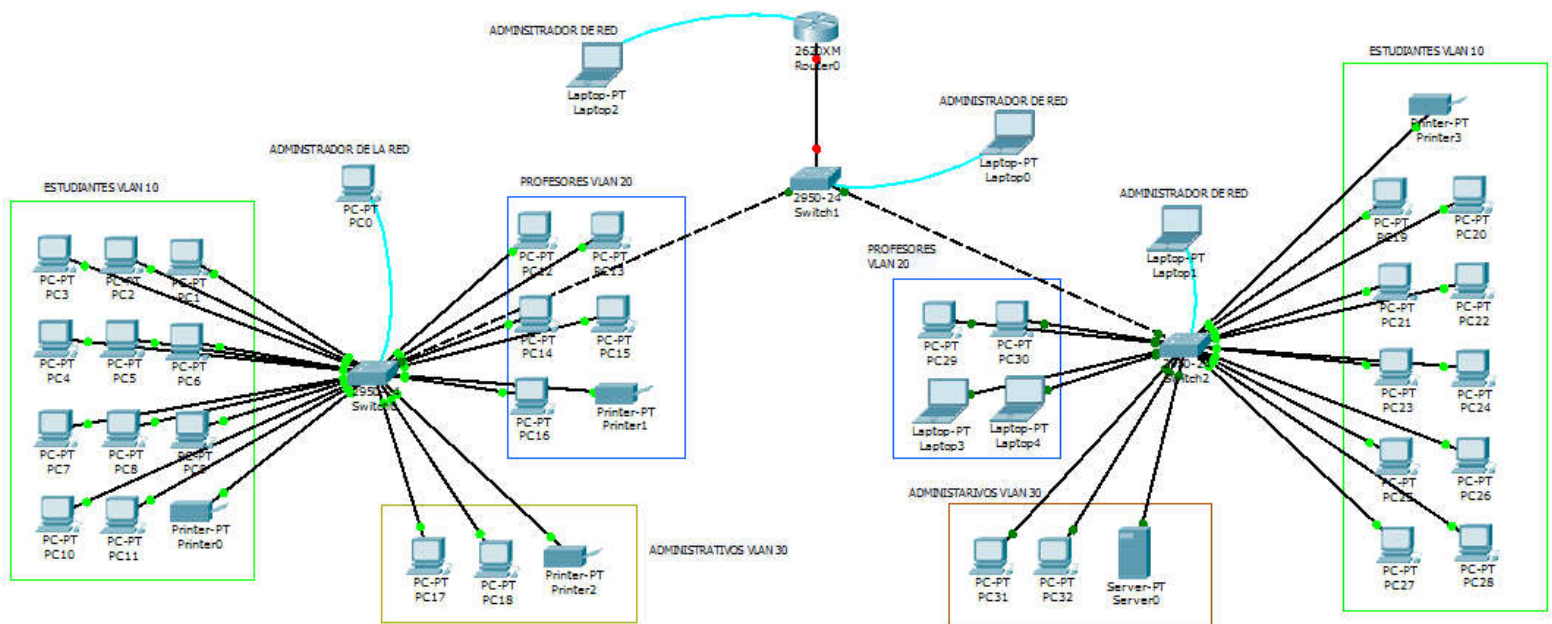 ADMINSITRADOR DE RED
Laptop-PT
Laptop2
2620XM
Router0
ADMINISTRADOR DE RED
Laptop-PT
Laptop0
2950-24
Switch1
ADMINSTRADOR DE LA RED
PC-PT
PC0
ESTUDIANTES VLAN 10
PC-PT
PC3
PC-PT
PC2
PC-PT
PC1
PC-PT
PC4
PC-PT
PC5
PC-PT
PC6
PC-PT
PC7
PC-PT
PC8
PC-PT
PC-PT
PC10
PC-PT
PC11
Printer-PT
Printer0
2950-24
PROFESORES VLAN 20
PC-PT
PC12
PC-PT
PC13
PC-PT
PC14
PC-PT
PC15
PC-PT
PC16
Printer-PT
Printer1
PC-PT
PC17
PC-PT
PC18
Printer-PT
Printer2
ADMINISTRATIVOS VLAN 30
ADMINISTRADOR DE RED
Laptop-PT
Laptop1
Switch2
PROFESORES
VLAN 20
PC-PT
PC29
PC-PT
PC30
Laptop-PT
Laptop3
Laptop-PT
Laptop4
ADMINISTARIVOS VLAN 30
PC-PT
PC31
PC-PT
PC32
Server-PT
Server0
ESTUDIANTES VLAN 10
Printer-PT
Printer3
PC-PT
PC19
PC-PT
PC20
PC-PT
PC21
PC-PT
PC22
PC-PT
PC23
PC-PT
PC24
PC-PT
PC25
PC-PT
PC26
PC-PT
PC27
PC-PT
PC28